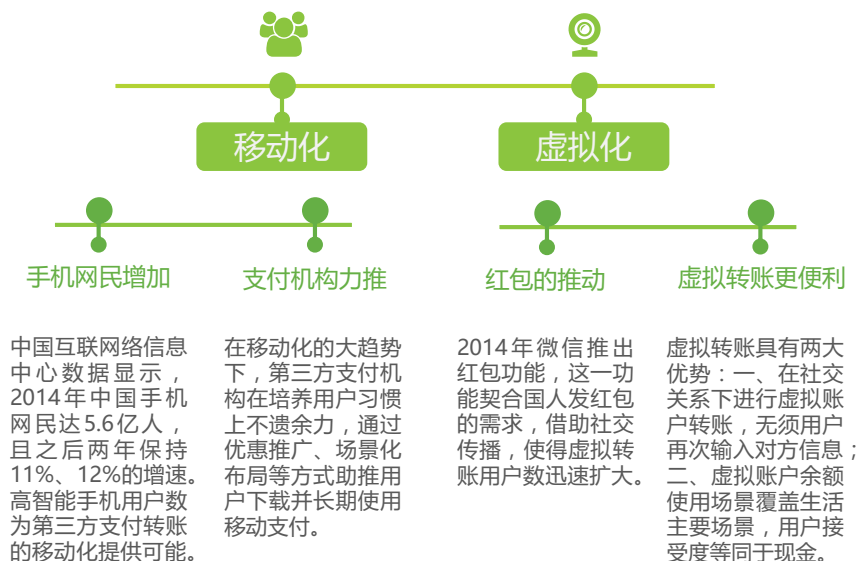 移动化
虚拟化
手机网民增加
支付机构力推
红包的推动
虚拟转账更便利
中国互联网络信息
中心数据显示，
2014年中国手机
网民达5.6亿人，
且之后两年保持
11%、12%的增速。
高智能手机用户数
为第三方支付转账
的移动化提供可能。
在移动化的大趋势
下，第三方支付机
构在培养用户习惯
上不遗余力，通过
优惠推广、场景化
布局等方式助推用
户下载并长期使用
移动支付。
2014年微信推出
红包功能，这一功
能契合国人发红包
的需求，借助社交
传播，使得虚拟转
账用户数迅速扩大。
虚拟转账具有两大
优势：一、在社交
关系下进行虚拟账
户转账，无须用户
再次输入对方信息；
二、虚拟账户余额
使用场景覆盖生活
主要场景，用户接
受度等同于现金。